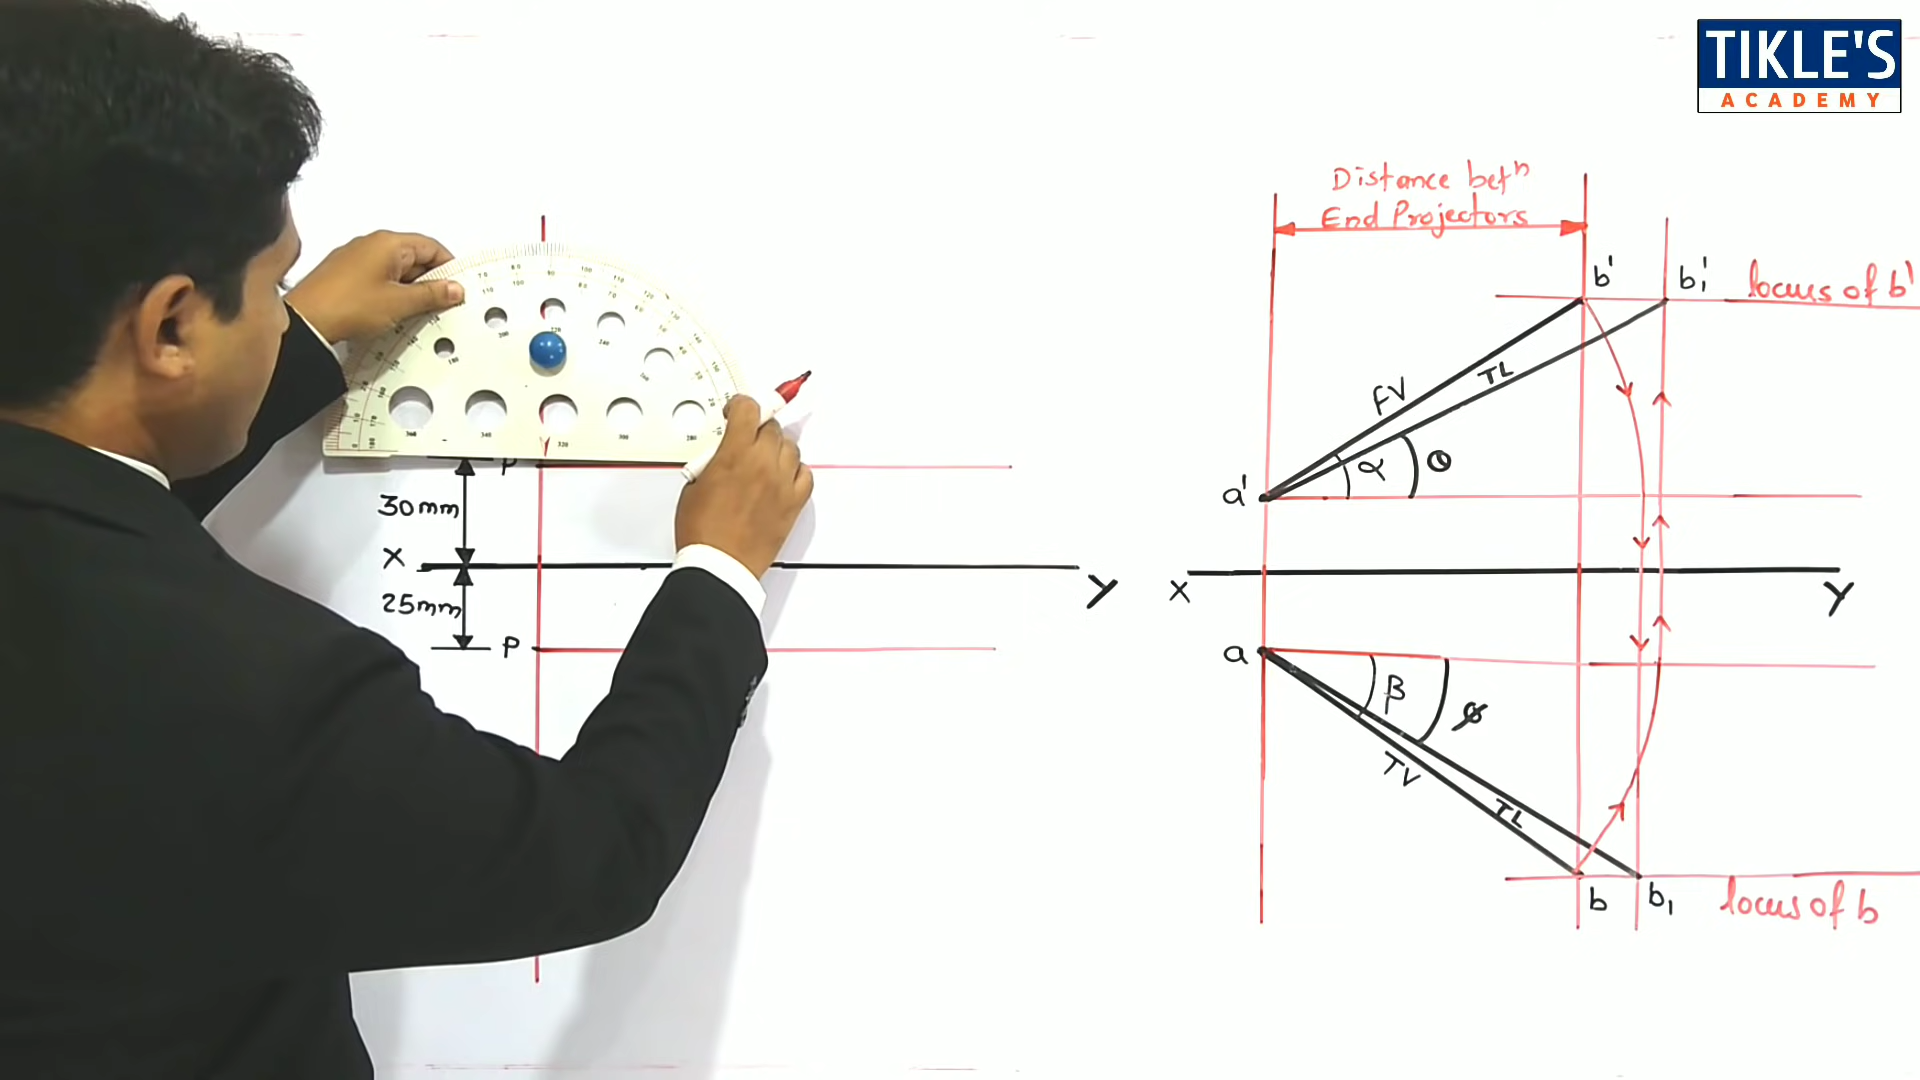 TIKLE'S
ACADEMY
Distance betⁿ
End Projectors
b'
b₁'
locus of b'
FV
TL
α
θ
a'
X
Y
a
β
ø
TV
TL
b
b₁
locus of b
P'
30mm
X
25mm
Y
P